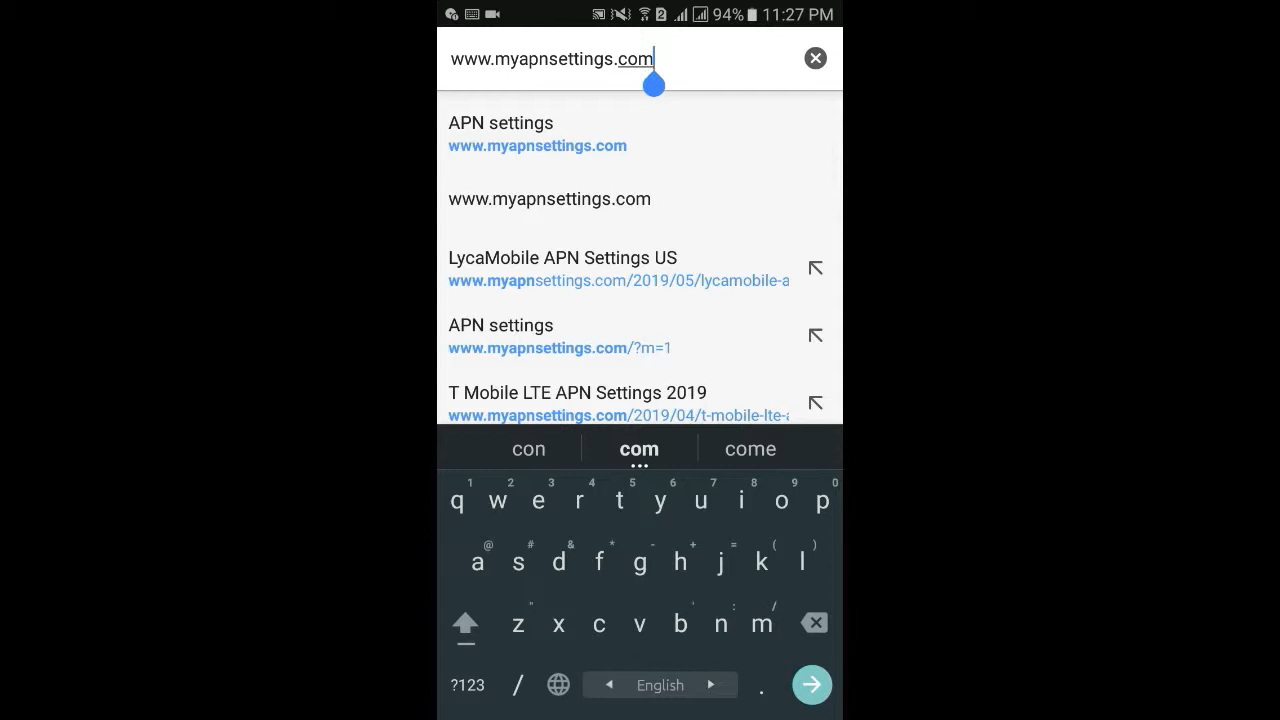 2 94% 11:27 PM
www.myapnsettings.com
APN settings
www.myapnsettings.com
www.myapnsettings.com
LycaMobile APN Settings US
www.myapnsettings.com/2019/05/lycamobile-a
APN settings
www.myapnsettings.com/?m=1
T Mobile LTE APN Settings 2019
www.myapnsettings.com/2019/04/t-mobile-lte-a
con com come
1 2 3 4 5 6 7 8 9 0
q w e r t y u i o p
@ # & * - + = ( )
a s d f g h j k l
" ' : /
z x c v b n m
?123 / English .